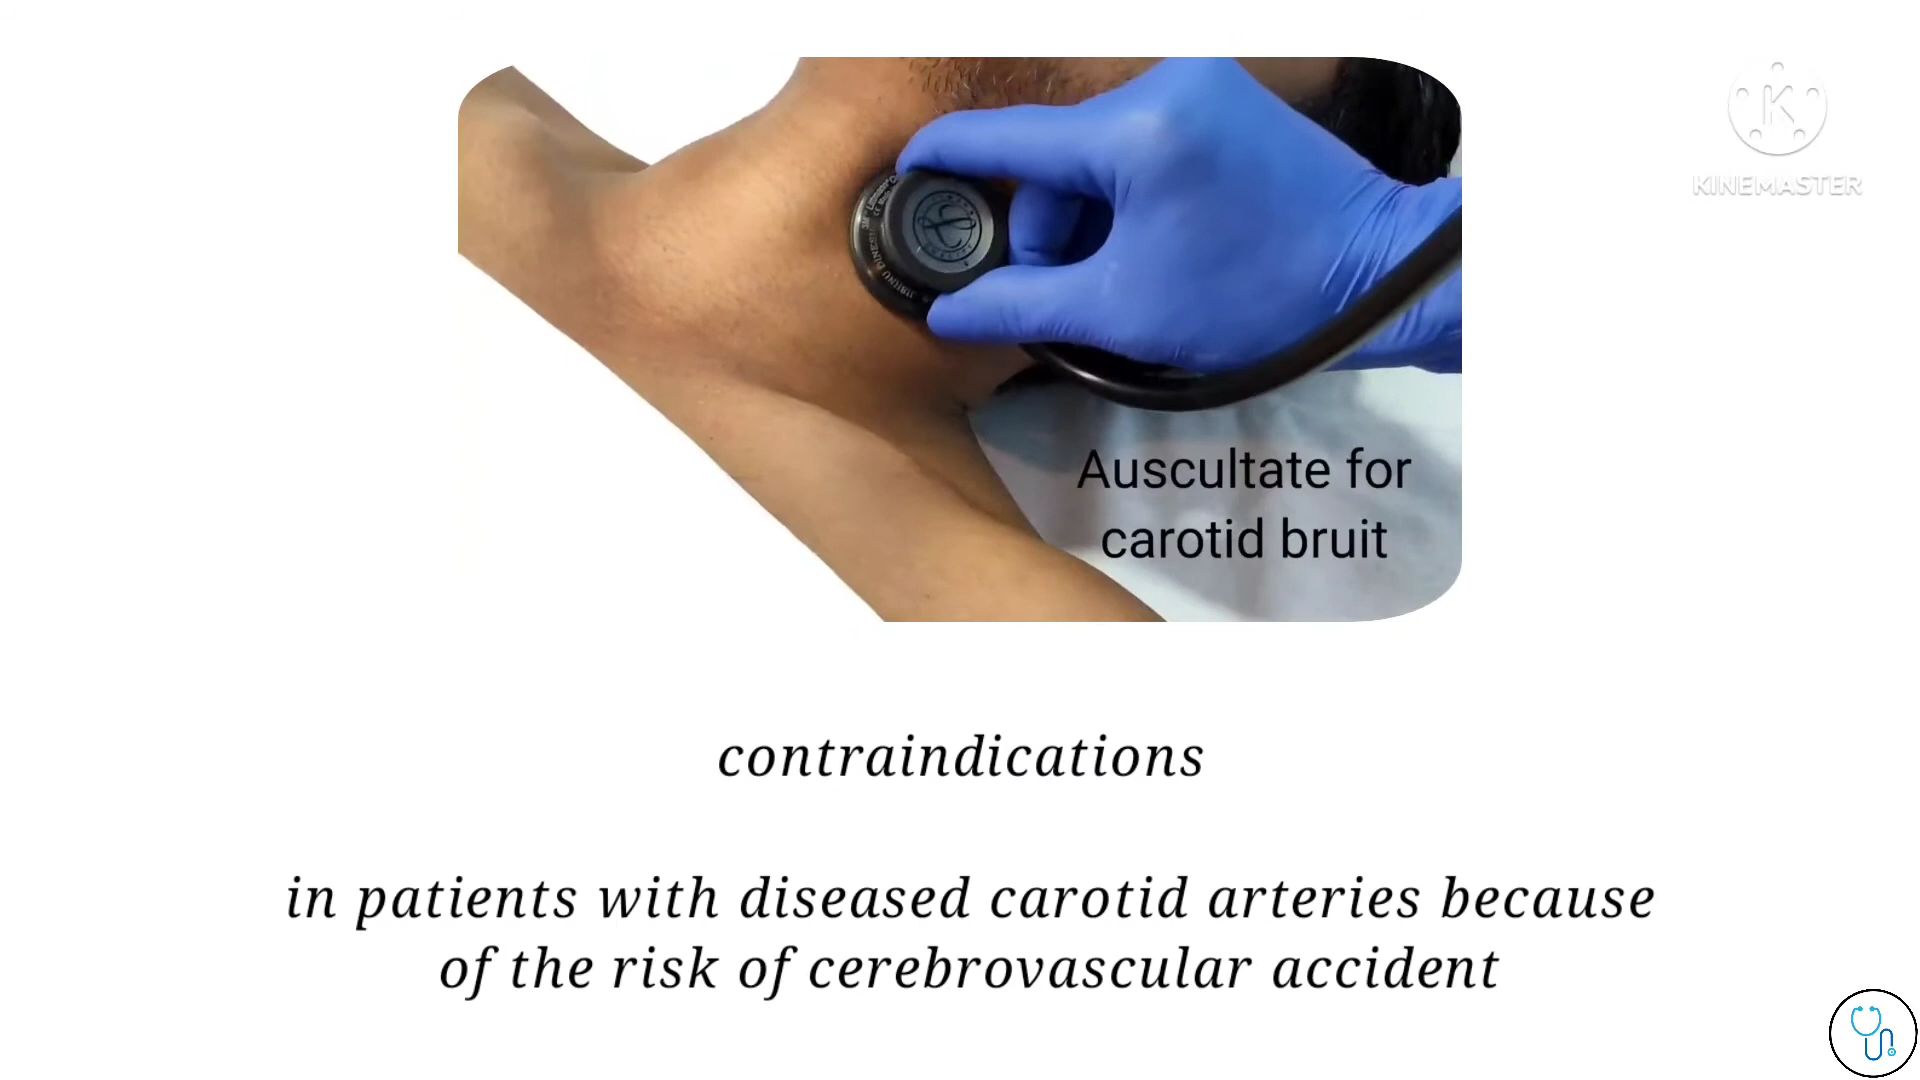 KINEMASTER
Auscultate for
carotid bruit
contraindications
in patients with diseased carotid arteries because
of the risk of cerebrovascular accident